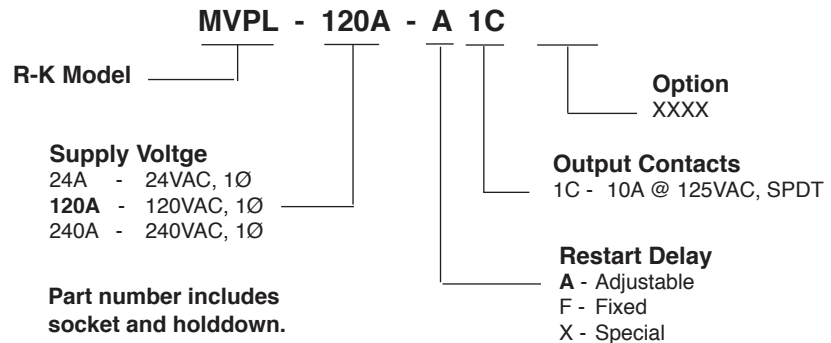 MVPL - 120A - A 1C
R-K Model
Option
XXXX
Supply Voltge
24A - 24VAC, 1Ø
120A - 120VAC, 1Ø
240A - 240VAC, 1Ø
Output Contacts
1C - 10A @ 125VAC, SPDT
Restart Delay
A - Adjustable
F - Fixed
X - Special
Part number includes
socket and holddown.